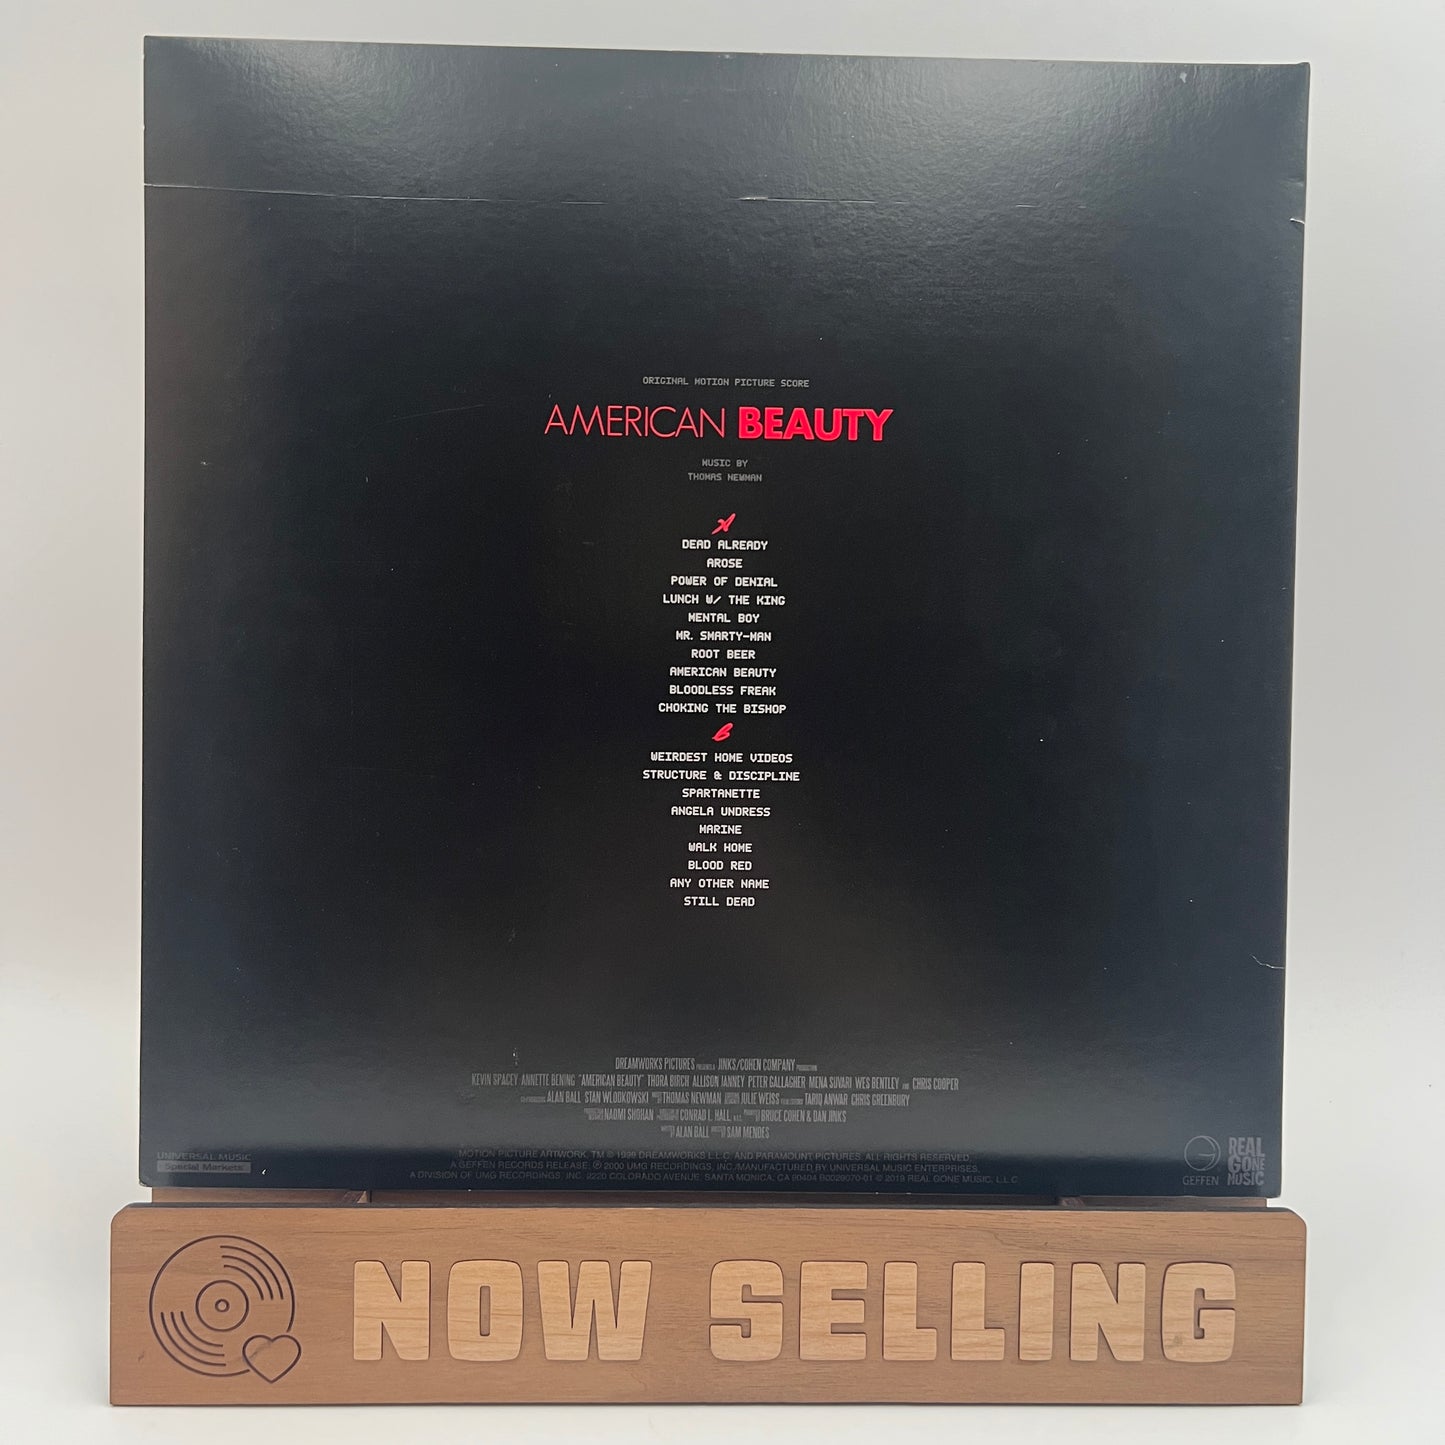 ORIGINAL MOTION PICTURE SCORE
AMERICAN BEAUTY
MUSIC BY
THOMAS NEWMAN
A
DEAD ALREADY
AROSE
POWER OF DENIAL
LUNCH W/ THE KING
MENTAL BOY
MR. SMARTY-MAN
ROOT BEER
AMERICAN BEAUTY
BLOODLESS FREAK
CHOKING THE BISHOP
B
WEIRDEST HOME VIDEOS
STRUCTURE & DISCIPLINE
SPARTANETTE
ANGELA UNDRESS
MARINE
WALK HOME
BLOOD RED
ANY OTHER NAME
STILL DEAD
DREAMWORKS PICTURES PRESENTS A JINKS/COHEN COMPANY PRODUCTION
KEVIN SPACEY ANNETTE BENING "AMERICAN BEAUTY" THORA BIRCH ALLISON JANNEY PETER GALLAGHER MENA SUVARI WES BENTLEY AND CHRIS COOPER
CO-PRODUCERS ALAN BALL STAN WLODKOWSKI THOMAS NEWMAN JULIE WEISS TARIQ ANWAR CHRIS GREENBURY
NAOMI SHOHAN CONRAD L. HALL BRUCE COHEN & DAN JINKS
ALAN BALL SAM MENDES
UNIVERSAL MUSIC
Special Markets
MOTION PICTURE ARTWORK, TM © 1999 DREAMWORKS L.L.C. AND PARAMOUNT PICTURES. ALL RIGHTS RESERVED.
A GEFFEN RECORDS RELEASE; ℗ 2000 UMG RECORDINGS, INC./MANUFACTURED BY UNIVERSAL MUSIC ENTERPRISES,
A DIVISION OF UMG RECORDINGS, INC. 2220 COLORADO AVENUE, SANTA MONICA, CA 90404 B0029070-01 © 2019 REAL GONE MUSIC, L.L.C
GEFFEN
REAL
GONE
MUSIC
NOW SELLING